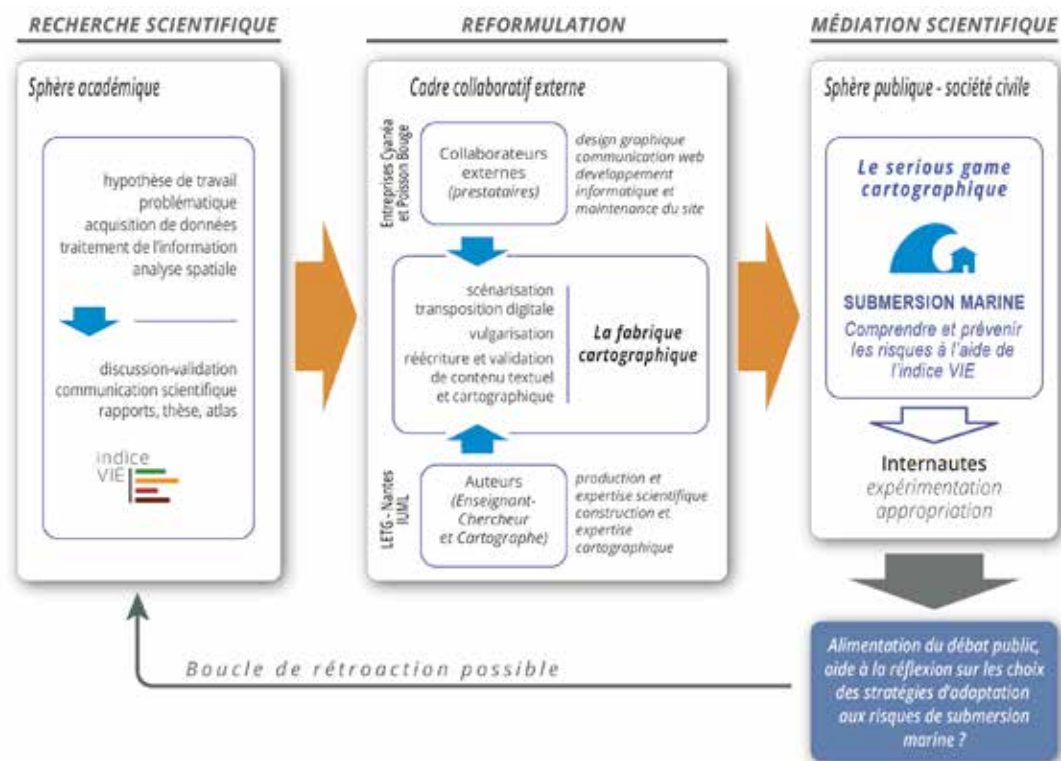 RECHERCHE SCIENTIFIQUE
Sphère académique
hypothèse de travail
problématique
acquisition de données
traitement de l'information
analyse spatiale
discussion-validation
communication scientifique
rapports, thèse, atlas
indice
VIE
REFORMULATION
Cadre collaboratif externe
Entreprises Cyanéa
et Poisson Bouge
Collaborateurs
externes
(prestataires)
design graphique
communication web
developpement
informatique et
maintenance du site
scénarisation
transposition digitale
vulgarisation
réécriture et validation
de contenu textuel
et cartographique
La fabrique
cartographique
LETG - Nantes
IUML
Auteurs
(Enseignant-
Chercheur
et Cartographe)
production et
expertise scientifique
construction et
expertise
cartographique
MÉDIATION SCIENTIFIQUE
Sphère publique - société civile
Le serious game
cartographique
SUBMERSION MARINE
Comprendre et prévenir
les risques à l'aide de
l'indice VIE
Internautes
expérimentation
appropriation
Alimentation du débat public,
aide à la réflexion sur les choix
des stratégies d'adaptation
aux risques de submersion
marine ?
Boucle de rétroaction possible